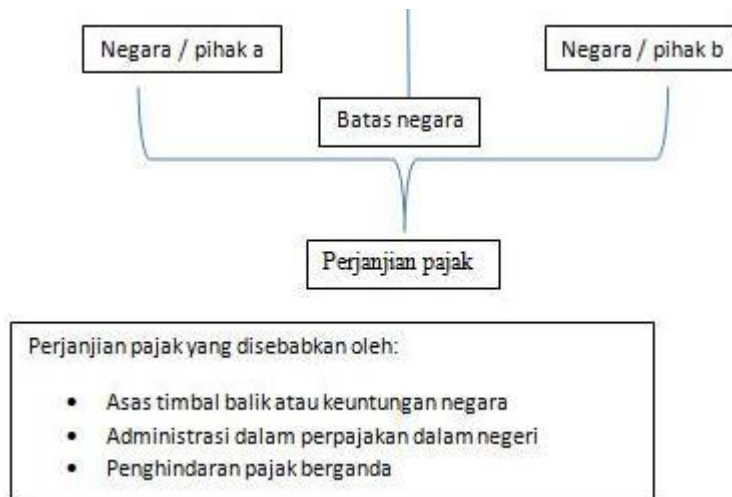 Negara / pihak a
Negara / pihak b
Batas negara
Perjanjian pajak
Perjanjian pajak yang disebabkan oleh:
• Asas timbal balik atau keuntungan negara
• Administrasi dalam perpajakan dalam negeri
• Penghindaran pajak berganda